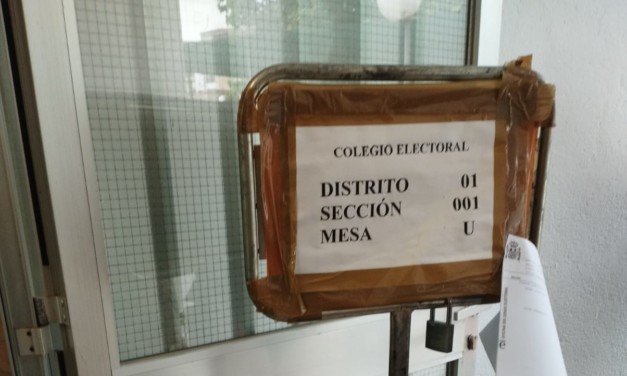 COLEGIO ELECTORAL
DISTRITO 01
SECCIÓN 001
MESA U